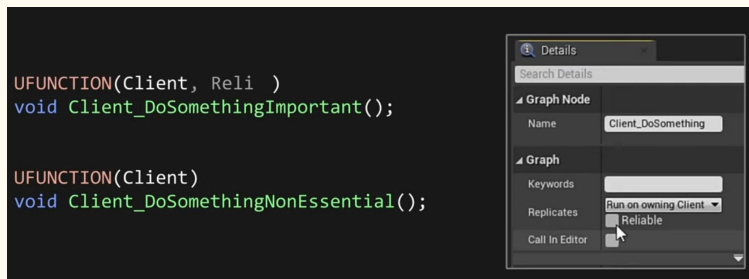 UFUNCTION(Client, Reli )
void Client_DoSomethingImportant();
UFUNCTION(Client)
void Client_DoSomethingNonEssential();
Details
Search Details
Graph Node
Name Client_DoSomething
Graph
Keywords
Replicates Run on owning Client
Reliable
Call In Editor